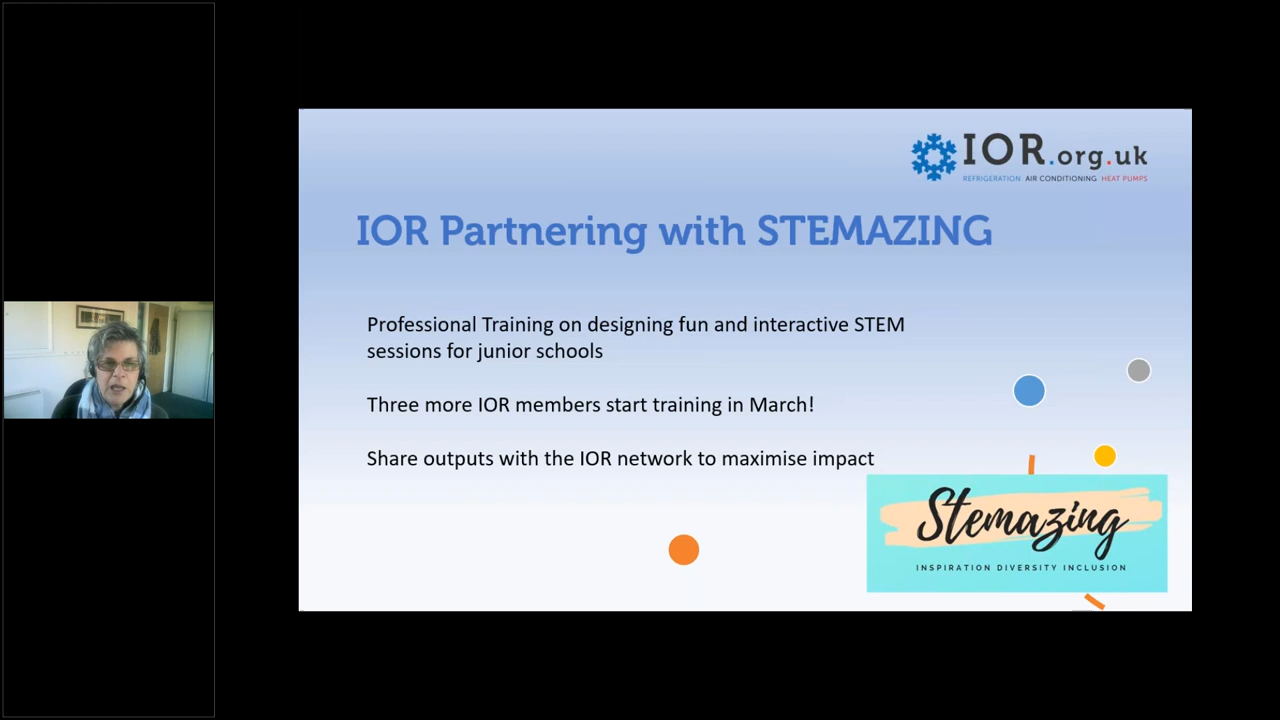 IOR.org.uk
REFRIGERATION AIR CONDITIONING HEAT PUMPS
IOR Partnering with STEMAZING
Professional Training on designing fun and interactive STEM
sessions for junior schools
Three more IOR members start training in March!
Share outputs with the IOR network to maximise impact
Stemazing
INSPIRATION DIVERSITY INCLUSION